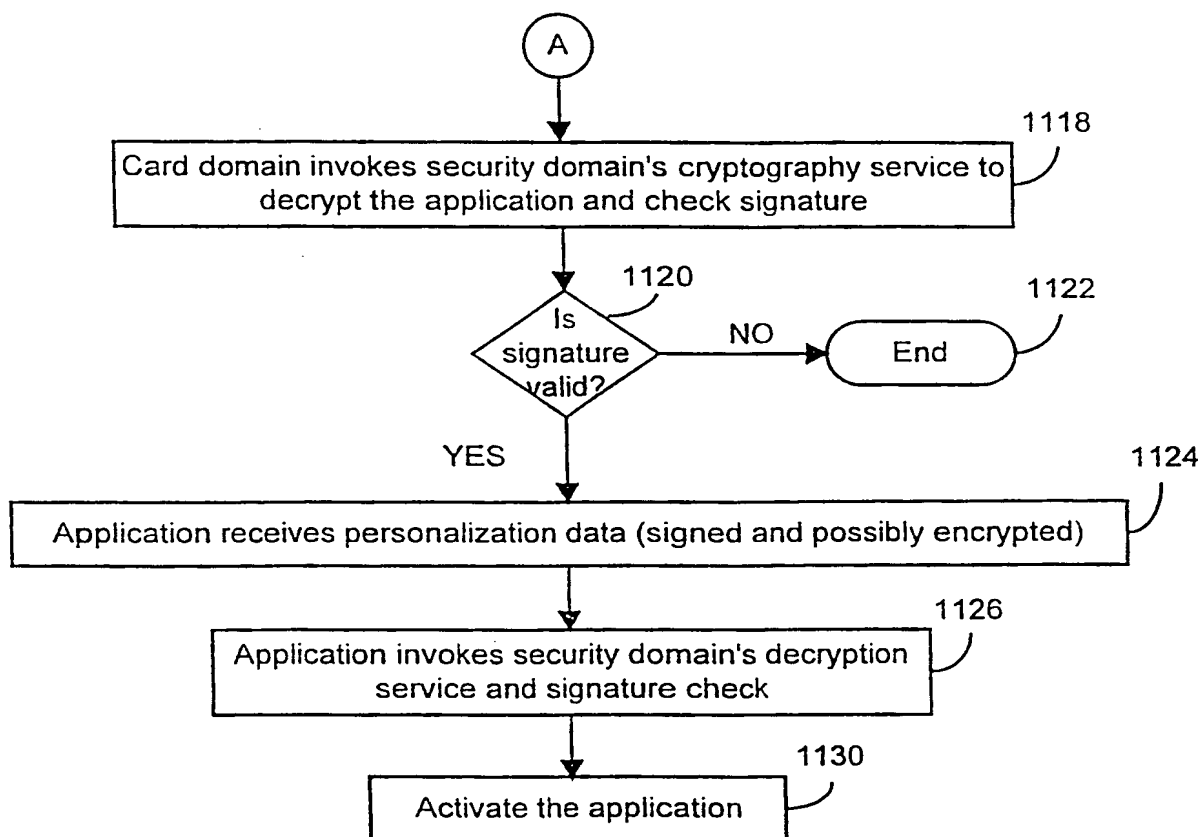 A
1118
Card domain invokes security domain's cryptography service to
decrypt the application and check signature
1120
Is
signature
valid?
NO
1122
End
YES
1124
Application receives personalization data (signed and possibly encrypted)
1126
Application invokes security domain's decryption
service and signature check
1130
Activate the application